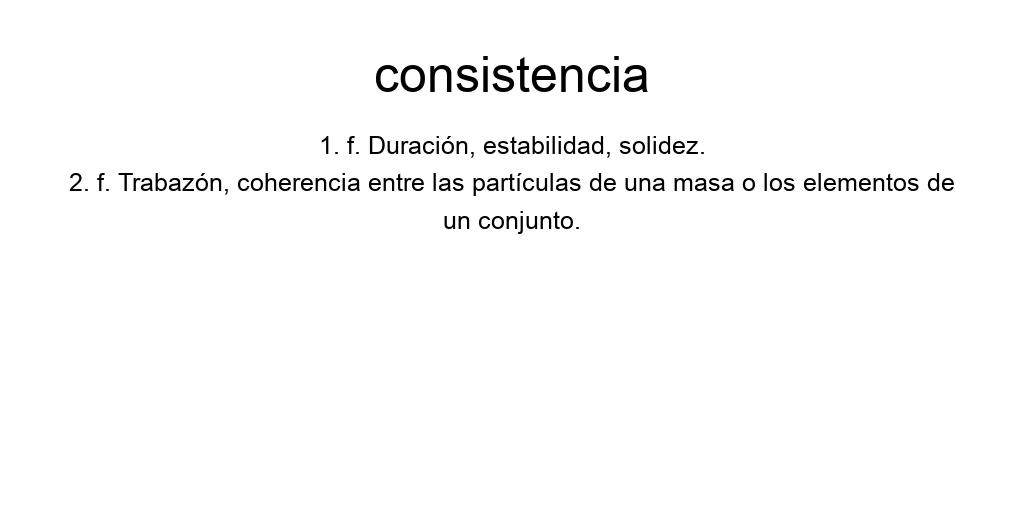 consistencia
1. f. Duración, estabilidad, solidez.
2. f. Trabazón, coherencia entre las partículas de una masa o los elementos de
un conjunto.